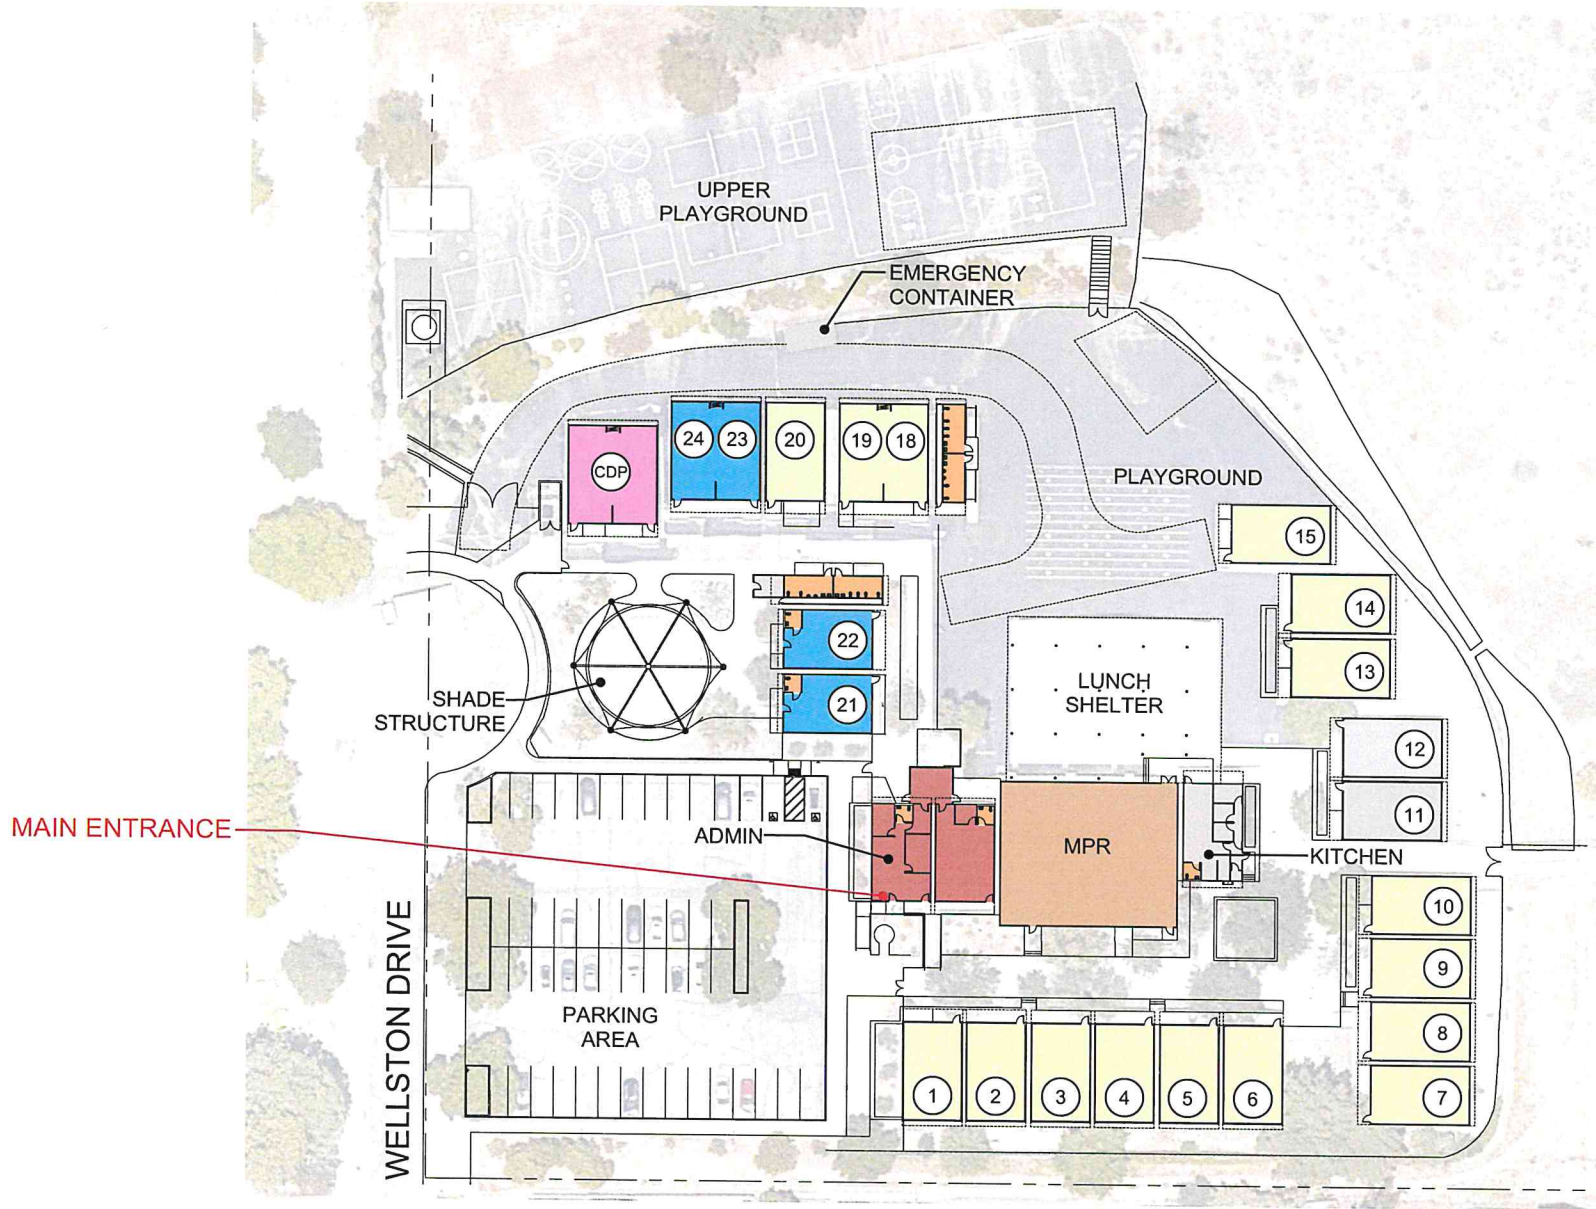 UPPER
PLAYGROUND
EMERGENCY
CONTAINER
24
23
20
19
18
CDP
PLAYGROUND
15
14
13
22
21
LUNCH
SHELTER
SHADE
STRUCTURE
12
11
MAIN ENTRANCE
ADMIN
MPR
KITCHEN
10
9
8
7
WELLSTON DRIVE
PARKING
AREA
1
2
3
4
5
6